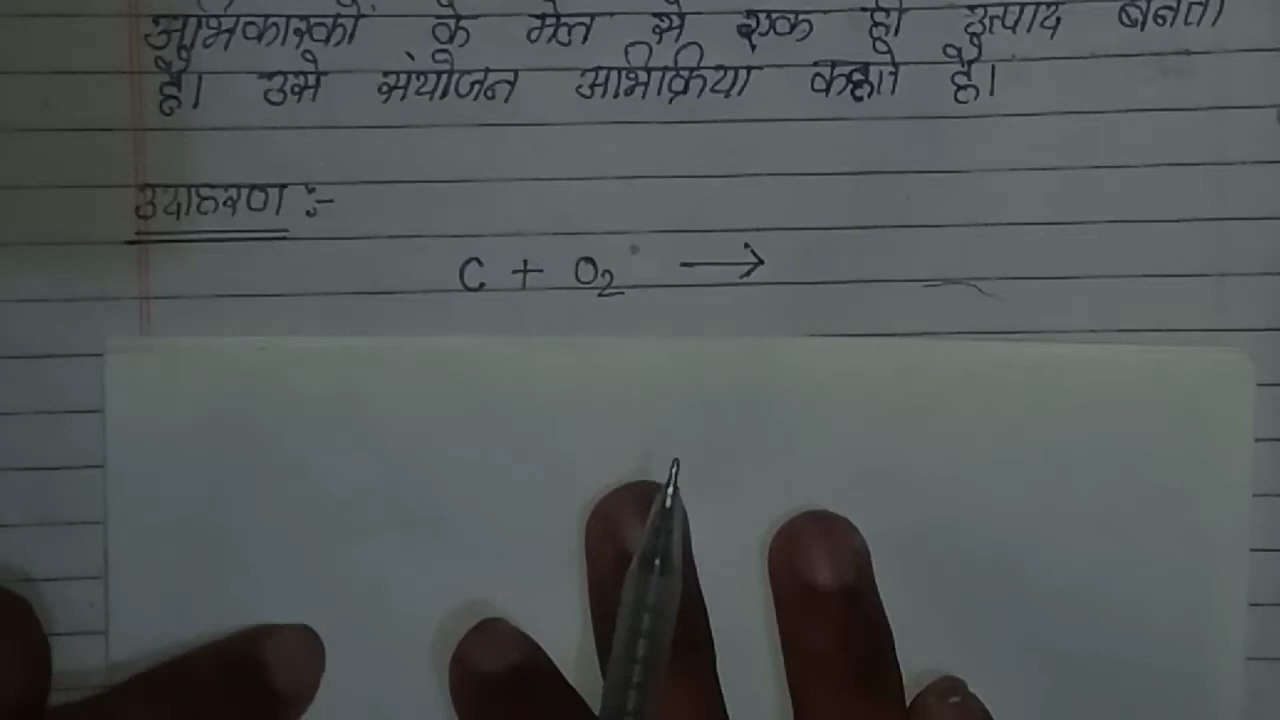 अभिकारकों के मेल से एक ही उत्पाद बनता
है। उसे संयोजन अभिक्रिया कहते है।
उदाहरण :-
C + O₂ →